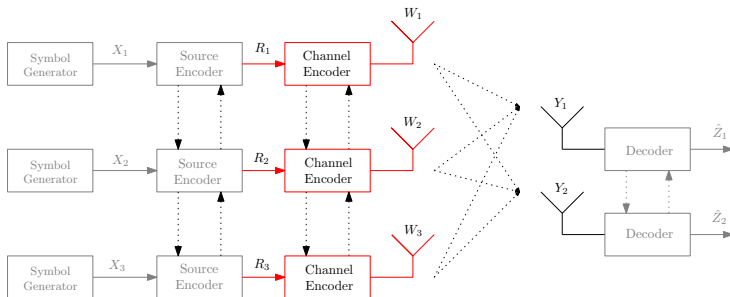 Symbol
Generator
X₁
Source
Encoder
R₁
Channel
Encoder
W₁
Symbol
Generator
X₂
Source
Encoder
R₂
Channel
Encoder
W₂
Symbol
Generator
X₃
Source
Encoder
R₃
Channel
Encoder
W₃
Y₁
Decoder
Ẑ₁
Y₂
Decoder
Ẑ₂